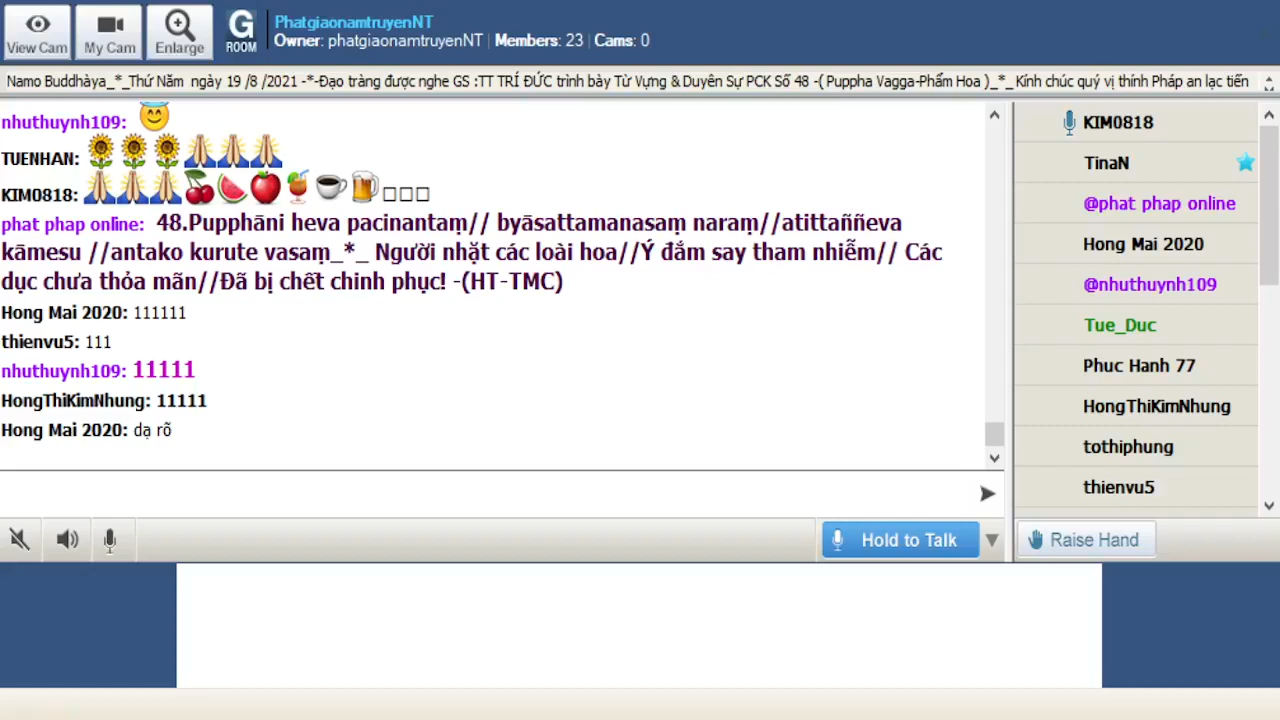 PhatgiaonamtruyenNT
View Cam
My Cam
Enlarge
G
ROOM
Owner: phatgiaonamtruyenNT | Members: 23 | Cams: 0
Namo Buddhàya_*_Thứ Năm ngày 19 /8 /2021 -*-Đạo tràng được nghe GS :TT TRÍ ĐỨC trình bày Từ Vựng & Duyên Sự PCK Số 48 -( Puppha Vagga-Phẩm Hoa )_*_Kính chúc quý vị thính Pháp an lạc tiến
nhuthuynh109:
TUENHAN:
KIM0818:
phat phap online: 48.Pupphāni heva pacinantaṃ// byāsattamanasaṃ naraṃ//atittaññeva
kāmesu //antako kurute vasaṃ_*_ Người nhặt các loài hoa//Ý đắm say tham nhiễm// Các
dục chưa thỏa mãn//Đã bị chết chinh phục! -(HT-TMC)
Hong Mai 2020: 111111
thienvu5: 111
nhuthuynh109: 11111
HongThiKimNhung: 11111
Hong Mai 2020: dạ rõ
KIM0818
TinaN
@phat phap online
Hong Mai 2020
@nhuthuynh109
Tue_Duc
Phuc Hanh 77
HongThiKimNhung
tothiphung
thienvu5
Hold to Talk
Raise Hand